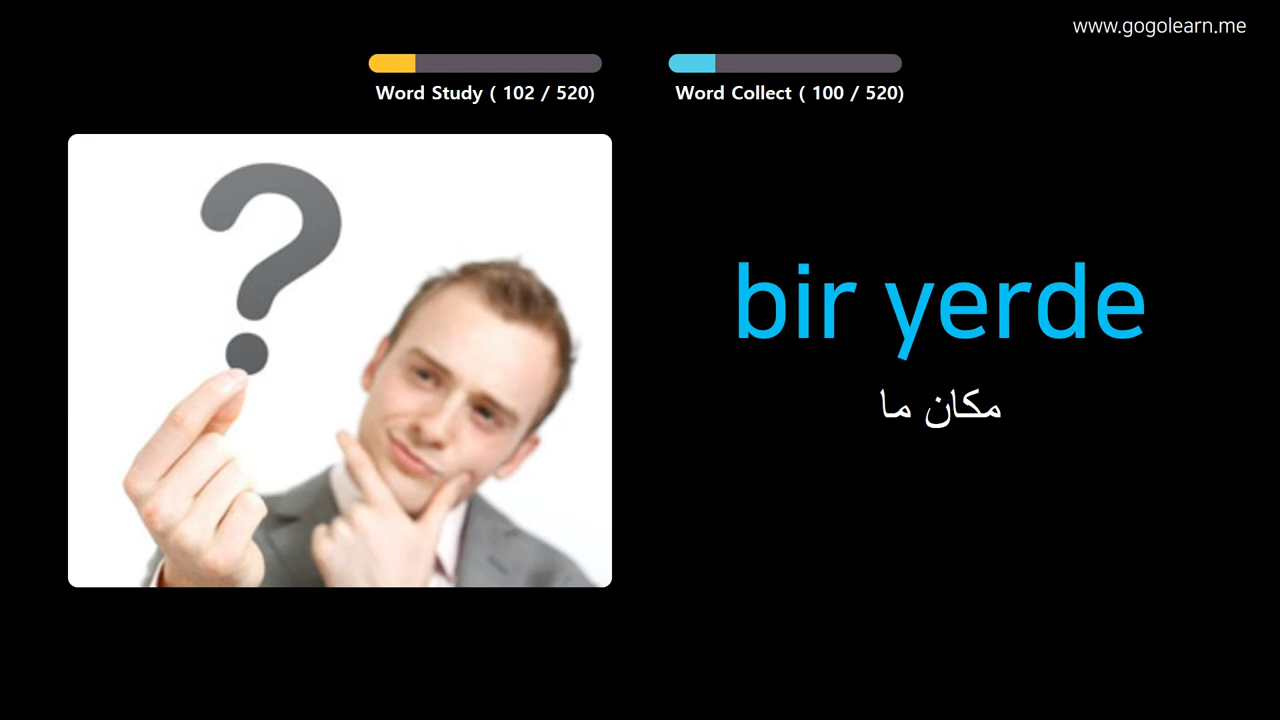 www.gogolearn.me
Word Study ( 102 / 520)
Word Collect ( 100 / 520)
?
bir yerde
مكان ما